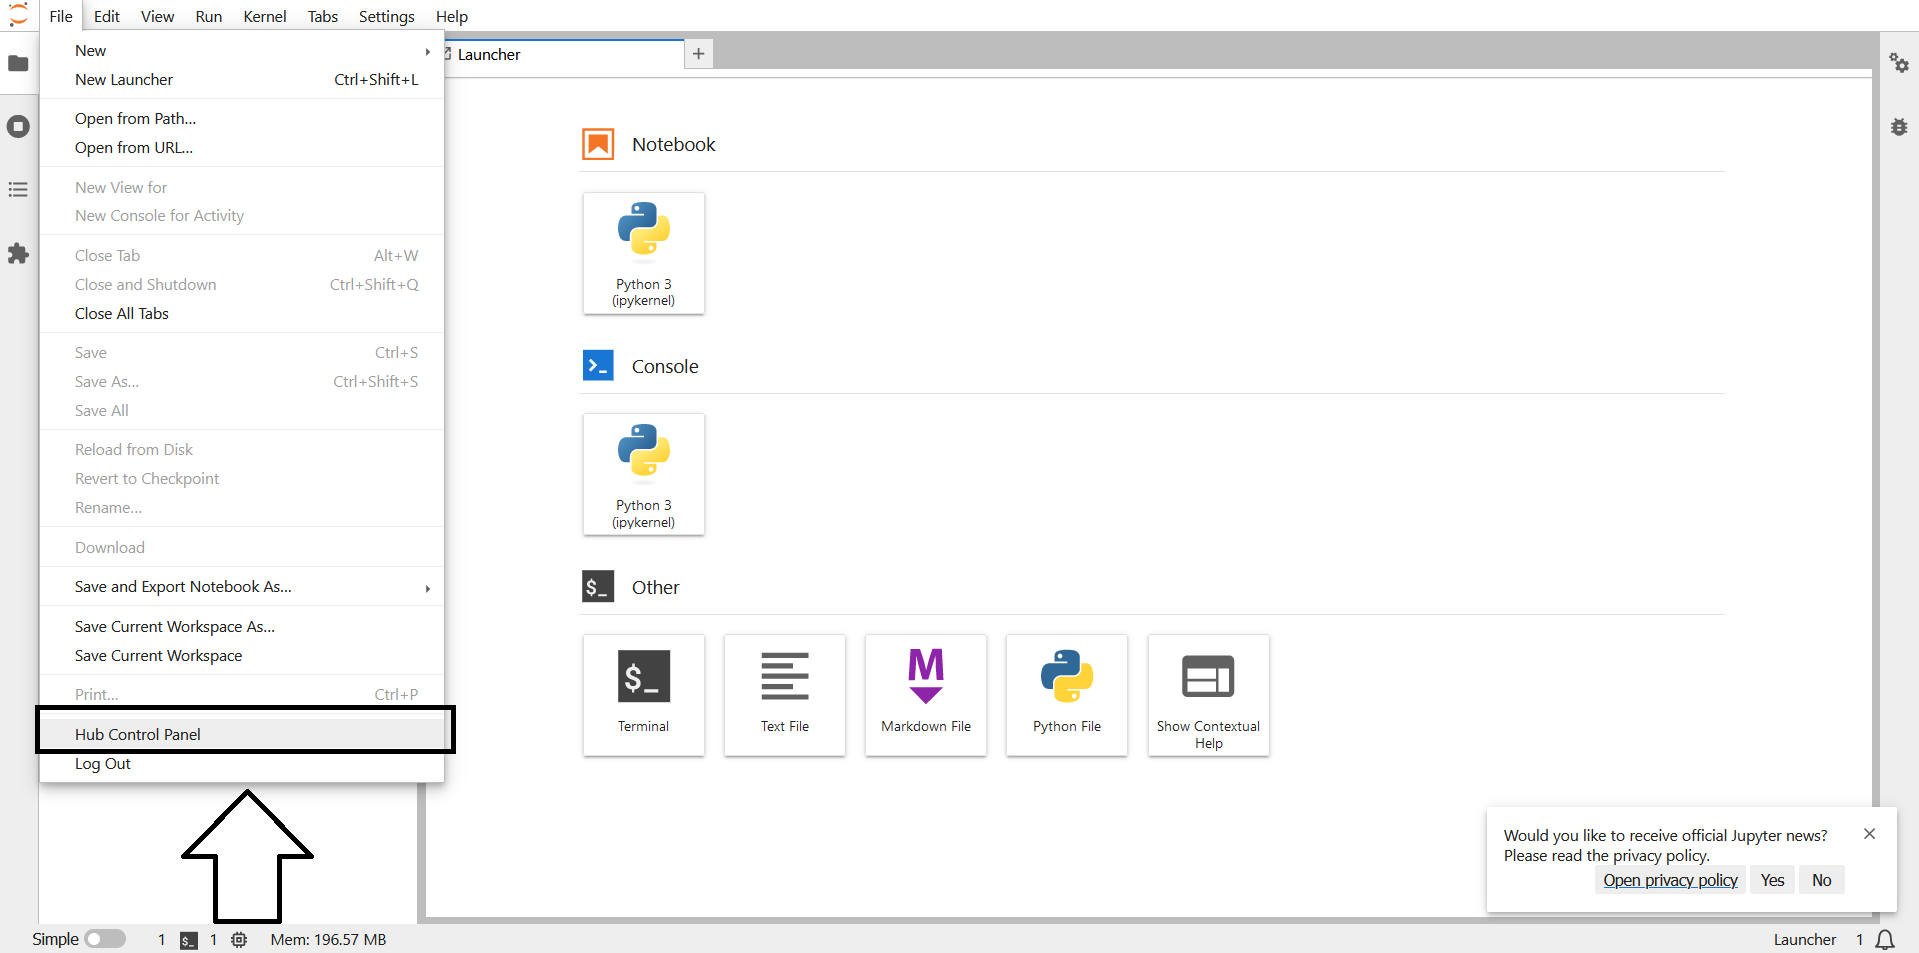 File Edit View Run Kernel Tabs Settings Help
New
New Launcher Ctrl+Shift+L
Open from Path...
Open from URL...
New View for
New Console for Activity
Close Tab Alt+W
Close and Shutdown Ctrl+Shift+Q
Close All Tabs
Save Ctrl+S
Save As... Ctrl+Shift+S
Save All
Reload from Disk
Revert to Checkpoint
Rename...
Download
Save and Export Notebook As...
Save Current Workspace As...
Save Current Workspace
Print... Ctrl+P
Hub Control Panel
Log Out
Launcher +
Notebook
Python 3
(ipykernel)
Console
Python 3
(ipykernel)
$_ Other
$_ M
Terminal Text File Markdown File Python File Show Contextual
Help
Would you like to receive official Jupyter news?
Please read the privacy policy.
Open privacy policy Yes No
Simple 1 $_ 1 Mem: 196.57 MB Launcher 1